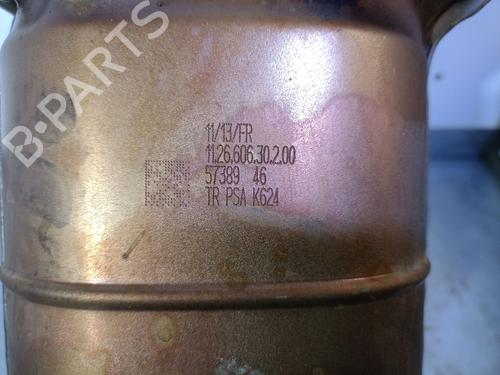 B-PARTS
11/13/FR
11.26.606.30.2.00
57389 46
TR PSA K624